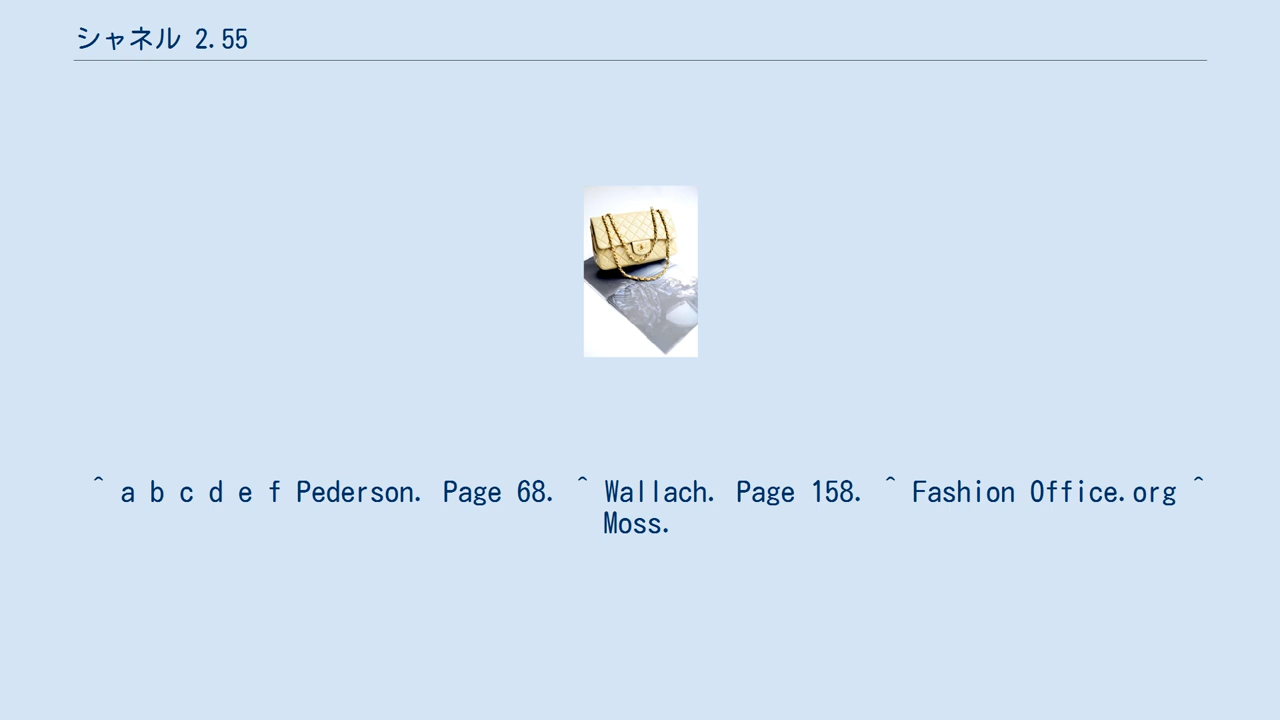 シャネル 2.55
^ a b c d e f Pederson. Page 68. ^ Wallach. Page 158. ^ Fashion Office.org ^
Moss.